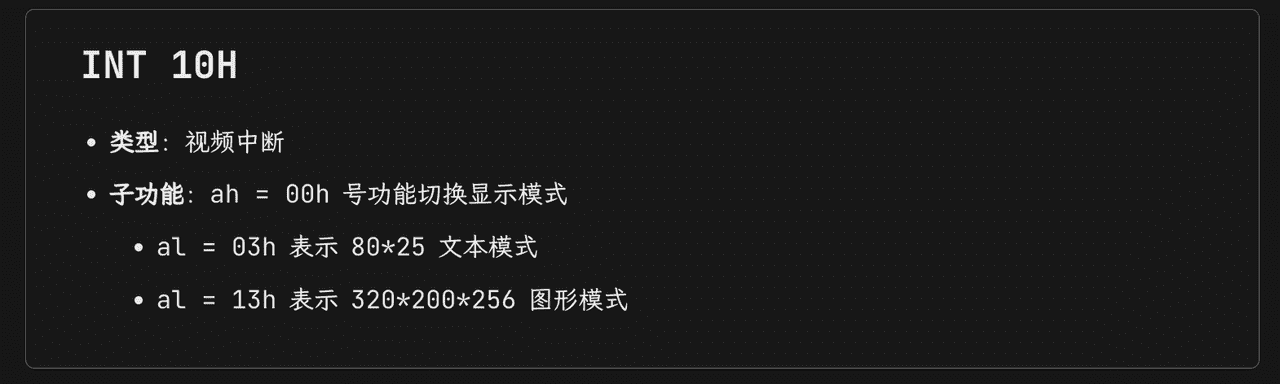 INT 10H
类型: 视频中断
子功能: ah = 00h 号功能切换显示模式
al = 03h 表示 80*25 文本模式
al = 13h 表示 320*200*256 图形模式